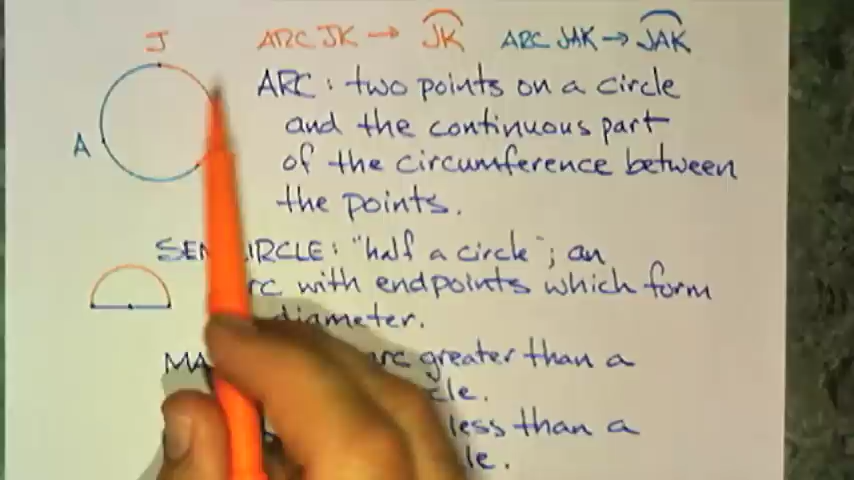 J ARC JK → JK ARC JAK → JAK
ARC: two points on a circle
A and the continuous part
of the circumference between
the points.
"half a circle"; an
with endpoints which form
diameter.
greater than a
less than a